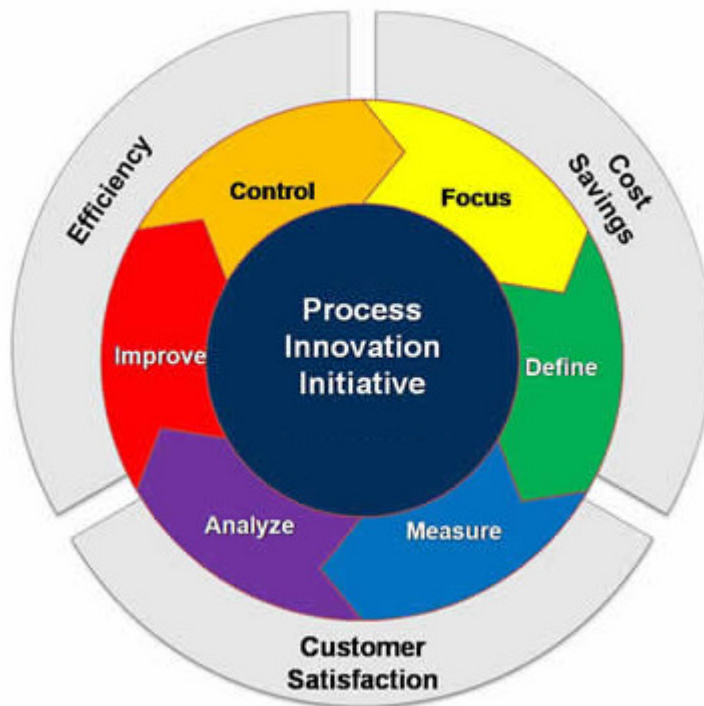 Efficiency
Cost
Savings
Control
Focus
Process
Innovation
Initiative
Improve
Define
Analyze
Measure
Customer
Satisfaction